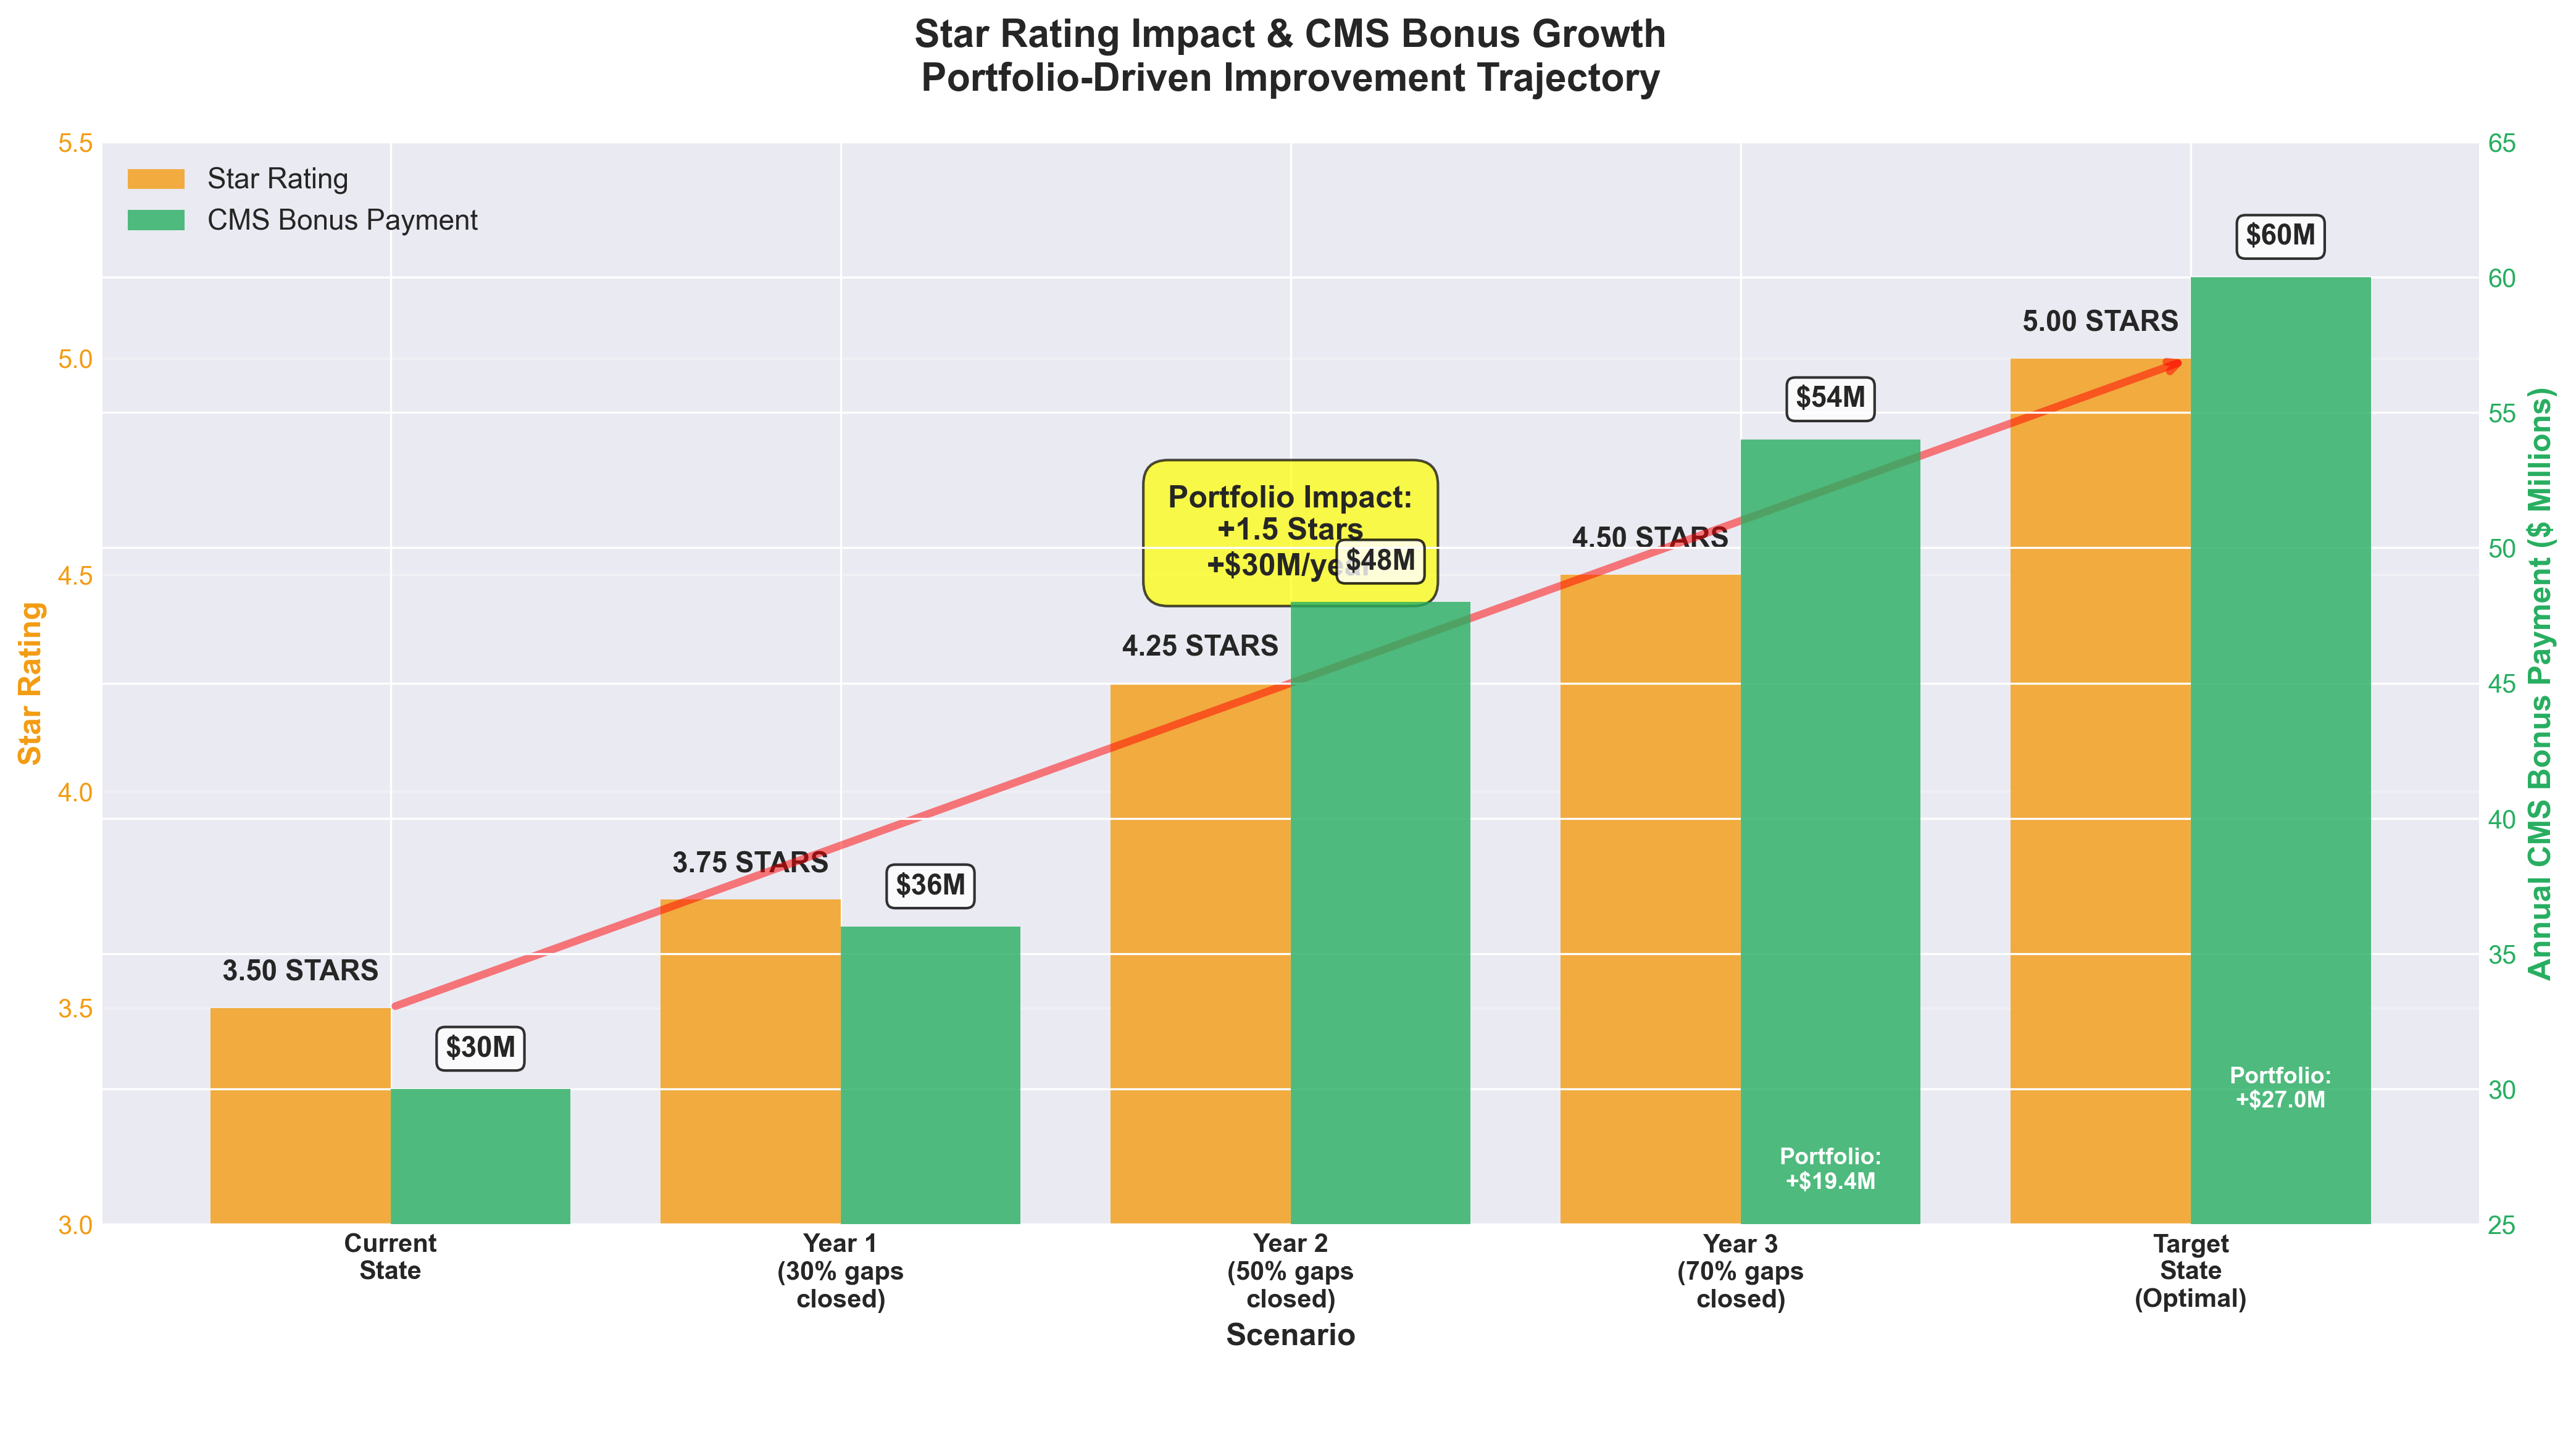 Star Rating Impact & CMS Bonus Growth
Portfolio-Driven Improvement Trajectory
Star Rating
CMS Bonus Payment
5.5
5.0
4.5
4.0
3.5
3.0
Star Rating
65
60
55
50
45
40
35
30
25
Annual CMS Bonus Payment ($ Millions)
3.50 STARS
$30M
3.75 STARS
$36M
Portfolio Impact:
+1.5 Stars
+$30M/year
4.25 STARS
$48M
4.50 STARS
$54M
Portfolio:
+$19.4M
5.00 STARS
$60M
Portfolio:
+$27.0M
Current
State
Year 1
(30% gaps
closed)
Year 2
(50% gaps
closed)
Year 3
(70% gaps
closed)
Target
State
(Optimal)
Scenario